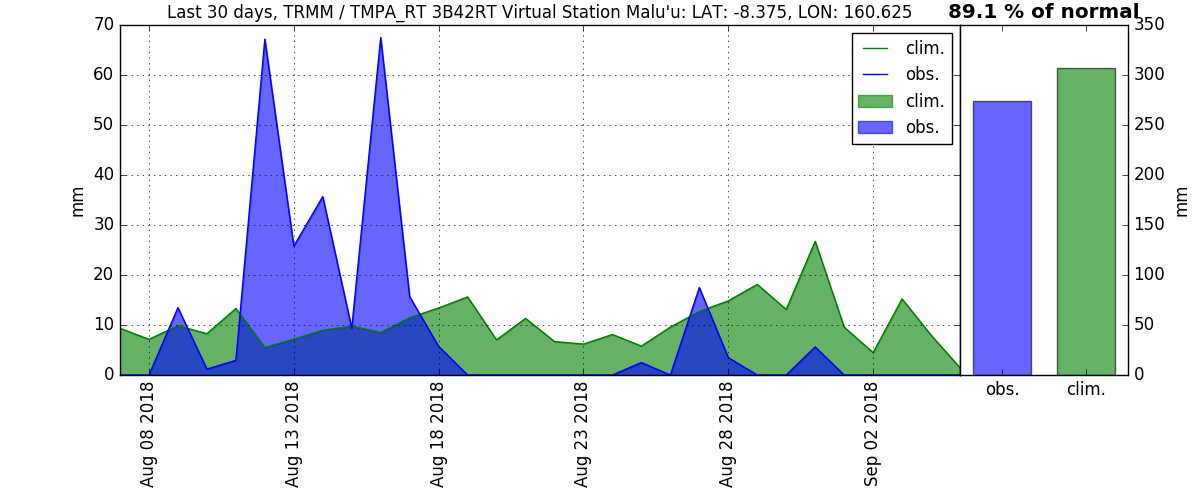 Last 30 days, TRMM / TMPA_RT 3B42RT Virtual Station Malu'u: LAT: -8.375, LON: 160.625
89.1 % of normal
70
60
50
40
30
20
10
0
mm
clim.
obs.
clim.
obs.
350
300
250
200
150
100
50
0
mm
Aug 08 2018
Aug 13 2018
Aug 18 2018
Aug 23 2018
Aug 28 2018
Sep 02 2018
obs.
clim.